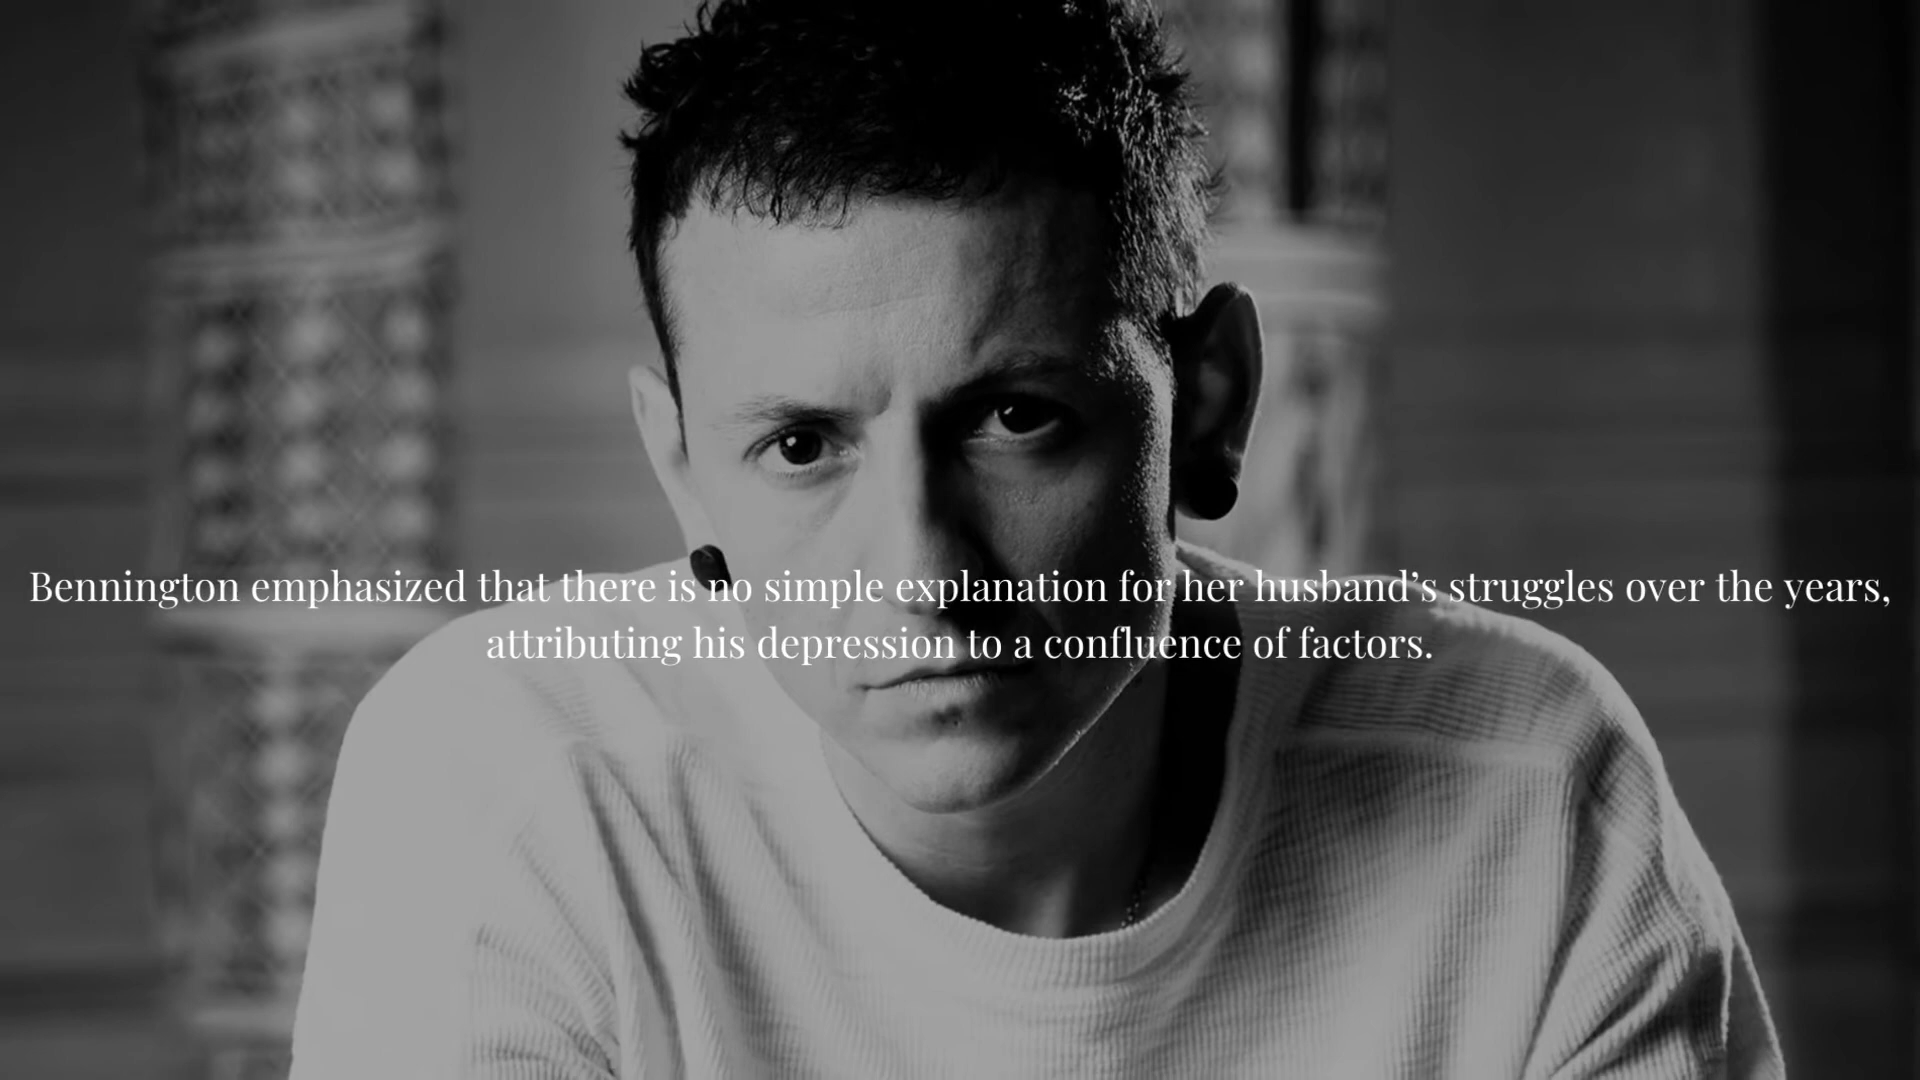 Bennington emphasized that there is no simple explanation for her husband’s struggles over the years,
attributing his depression to a confluence of factors.